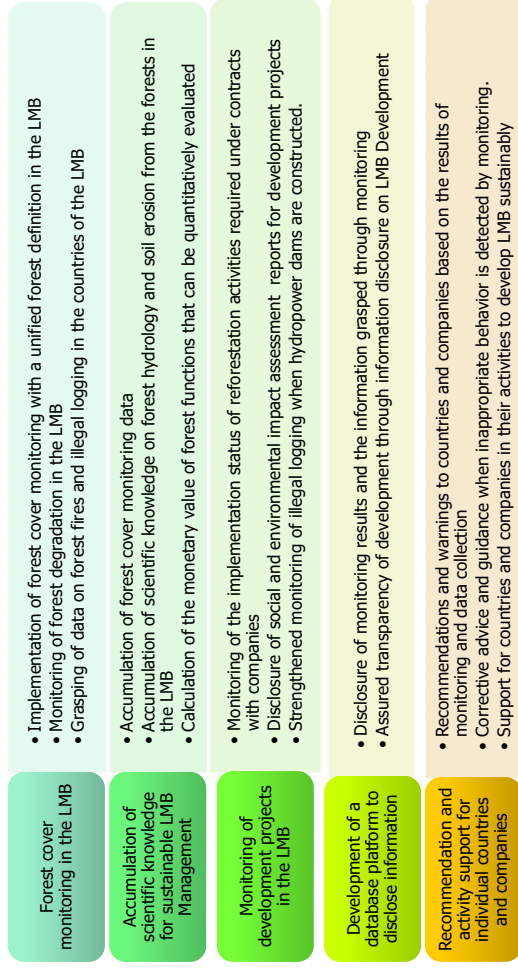 Forest cover
monitoring in the LMB
• Implementation of forest cover monitoring with a unified forest definition in the LMB
• Monitoring of forest degradation in the LMB
• Grasping of data on forest fires and illegal logging in the countries of the LMB
Accumulation of
scientific knowledge
for sustainable LMB
Management
• Accumulation of forest cover monitoring data
• Accumulation of scientific knowledge on forest hydrology and soil erosion from the forests in
the LMB
• Calculation of the monetary value of forest functions that can be quantitatively evaluated
Monitoring of
development projects
in the LMB
• Monitoring of the implementation status of reforestation activities required under contracts
with companies
• Disclosure of social and environmental impact assessment reports for development projects
• Strengthened monitoring of illegal logging when hydropower dams are constructed.
Development of a
database platform to
disclose information
• Disclosure of monitoring results and the information grasped through monitoring
• Assured transparency of development through information disclosure on LMB Development
Recommendation and
activity support for
individual countries
and companies
• Recommendations and warnings to countries and companies based on the results of
monitoring and data collection
• Corrective advice and guidance when inappropriate behavior is detected by monitoring.
• Support for countries and companies in their activities to develop LMB sustainably